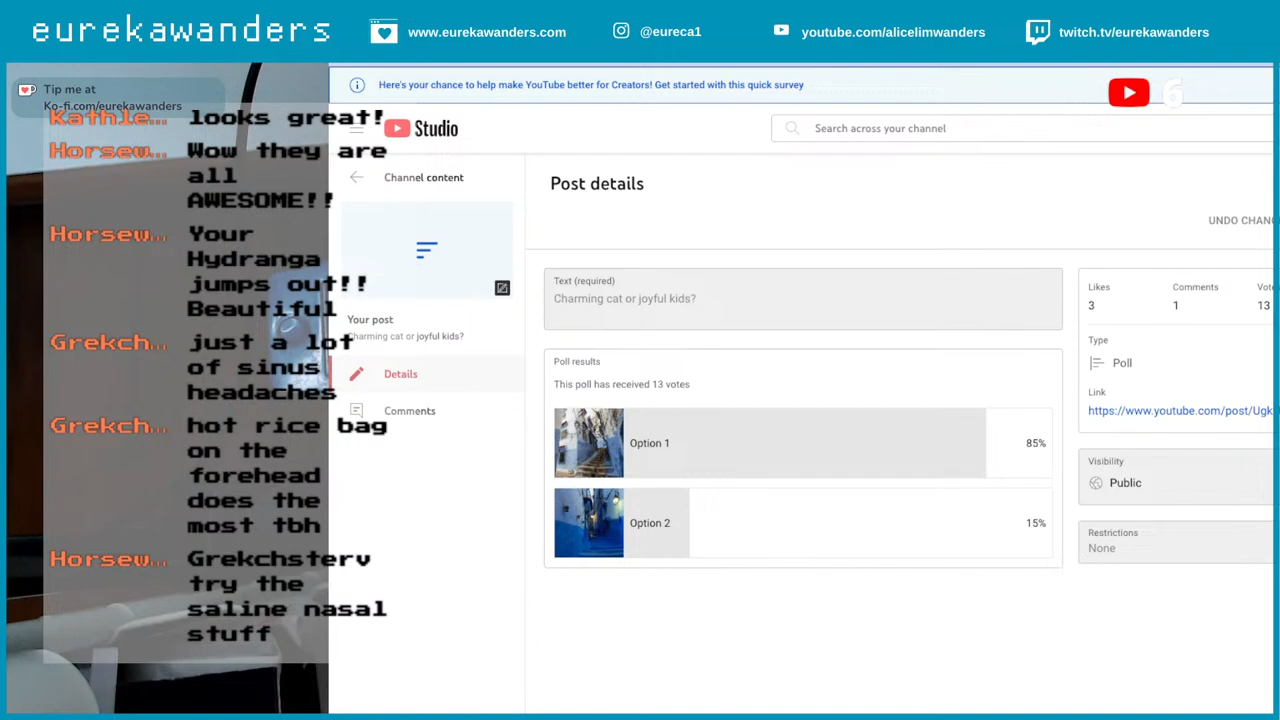 eurekawanders
www.eurekawanders.com
@eureca1
youtube.com/alicelimwanders
twitch.tv/eurekawanders
Tip me at
Ko-fi.com/eurekawanders
Kathle... looks great!
Horsew... Wow they are
all
AWESOME!!
Horsew... Your
Hydranga
jumps out!!
Beautiful
Grekch... just a lot
of sinus
headaches
Grekch... hot rice bag
on the
forehead
does the
most tbh
Horsew... Grekchsterv
try the
saline nasal
stuff
Here's your chance to help make YouTube better for Creators! Get started with this quick survey
6
Studio
Search across your channel
Channel content
Your post
Charming cat or joyful kids?
Details
Comments
Post details
UNDO CHAN
Text (required)
Charming cat or joyful kids?
Poll results
This poll has received 13 votes
Option 1 85%
Option 2 15%
Likes Comments Vote
3 1 13
Type
Poll
Link
https://www.youtube.com/post/Ugk
Visibility
Public
Restrictions
None